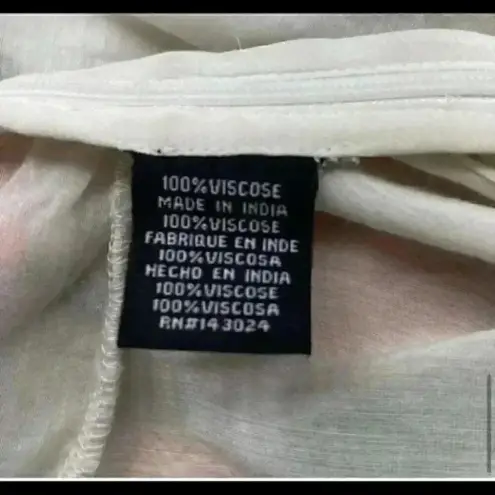 100%VISCOSE
MADE IN INDIA
100%VISCOSE
FABRIQUE EN INDE
100%VISCOSA
HECHO EN INDIA
100%VISCOSE
100%VISCOSA
RN#143024